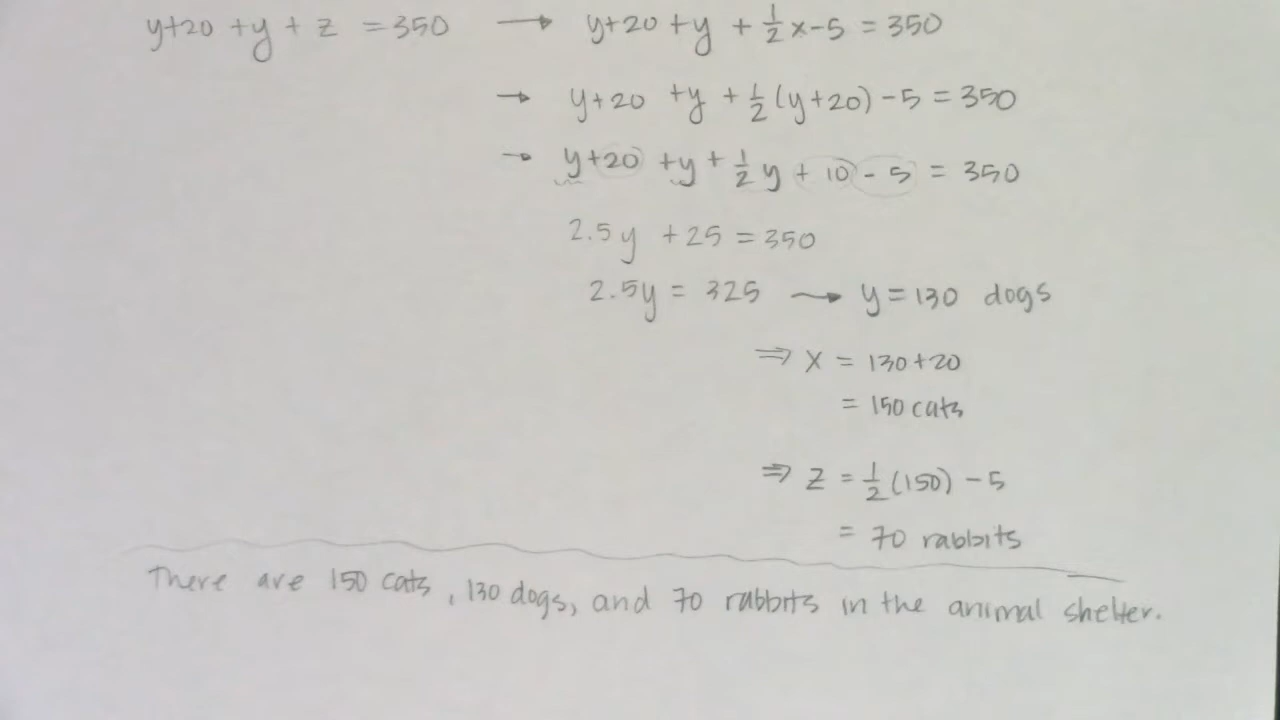 y+20 +y + z = 350 → y+20 + y + 1/2 x-5 = 350
→ y+20 +y + 1/2 (y+20) -5 = 350
→ y+20 +y + 1/2 y + 10 - 5 = 350
2.5y +25 = 350
2.5y = 325 → y = 130 dogs
⇒ x = 130+20
= 150 cats
⇒ z = 1/2 (150) - 5
= 70 rabbits
There are 150 cats, 130 dogs, and 70 rabbits in the animal shelter.